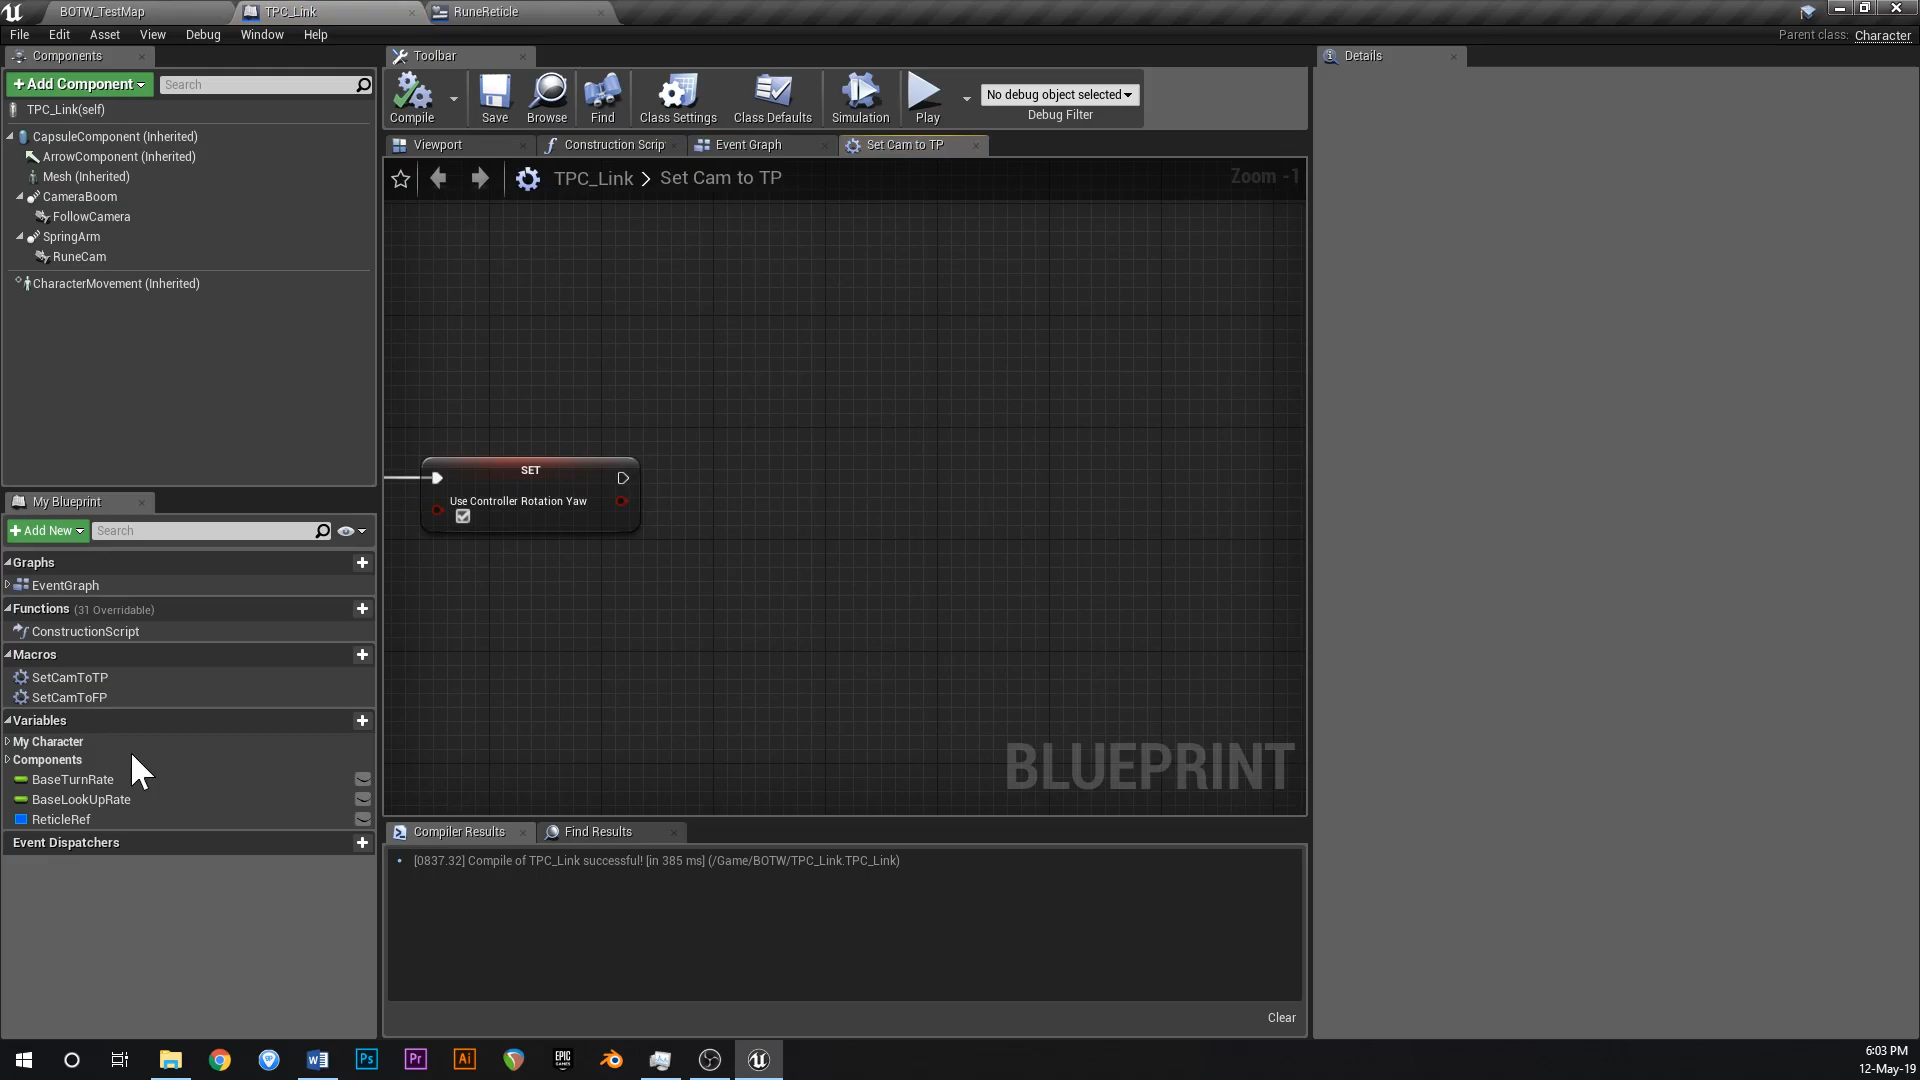 BOTW_TestMap
TPC_Link
RuneReticle
File Edit Asset View Debug Window Help
Parent class: Character
Components
+ Add Component
Search
TPC_Link(self)
CapsuleComponent (Inherited)
ArrowComponent (Inherited)
Mesh (Inherited)
CameraBoom
FollowCamera
SpringArm
RuneCam
CharacterMovement (Inherited)
Toolbar
Compile
Save
Browse
Find
Class Settings
Class Defaults
Simulation
Play
No debug object selected
Debug Filter
Viewport
Construction Scrip
Event Graph
Set Cam to TP
TPC_Link > Set Cam to TP
Zoom -1
SET
Use Controller Rotation Yaw
BLUEPRINT
Details
My Blueprint
+ Add New
Search
Graphs
EventGraph
Functions (31 Overridable)
ConstructionScript
Macros
SetCamToTP
SetCamToFP
Variables
My Character
Components
BaseTurnRate
BaseLookUpRate
ReticleRef
Event Dispatchers
Compiler Results
Find Results
[0837.32] Compile of TPC_Link successful! [in 385 ms] (/Game/BOTW/TPC_Link.TPC_Link)
Clear
Ps
Pr
Ai
EPIC
GAMES
6:03 PM
12-May-19